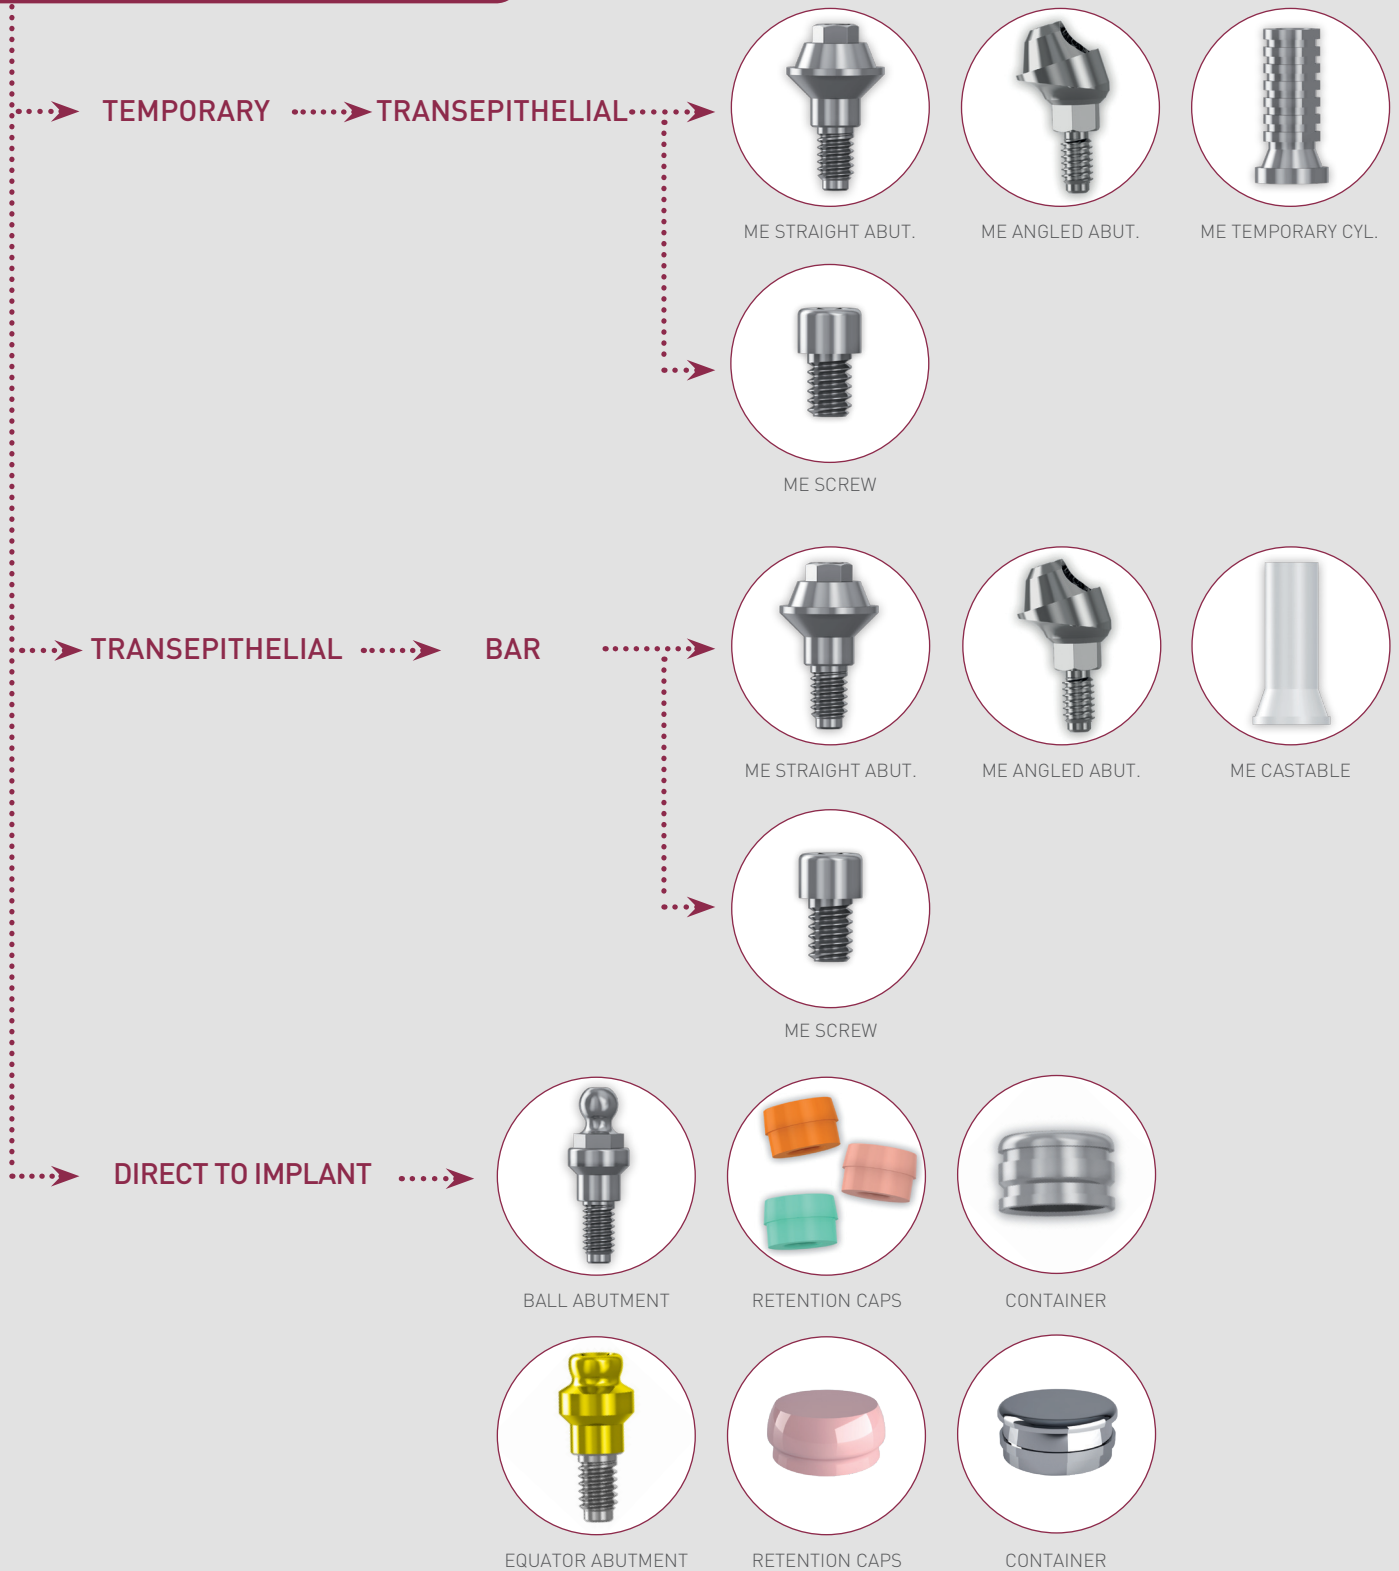 TEMPORARY
TRANSEPITHELIAL
ME STRAIGHT ABUT.
ME ANGLED ABUT.
ME TEMPORARY CYL.
ME SCREW
TRANSEPITHELIAL
BAR
ME STRAIGHT ABUT.
ME ANGLED ABUT.
ME CASTABLE
ME SCREW
DIRECT TO IMPLANT
BALL ABUTMENT
RETENTION CAPS
CONTAINER
EQUATOR ABUTMENT
RETENTION CAPS
CONTAINER